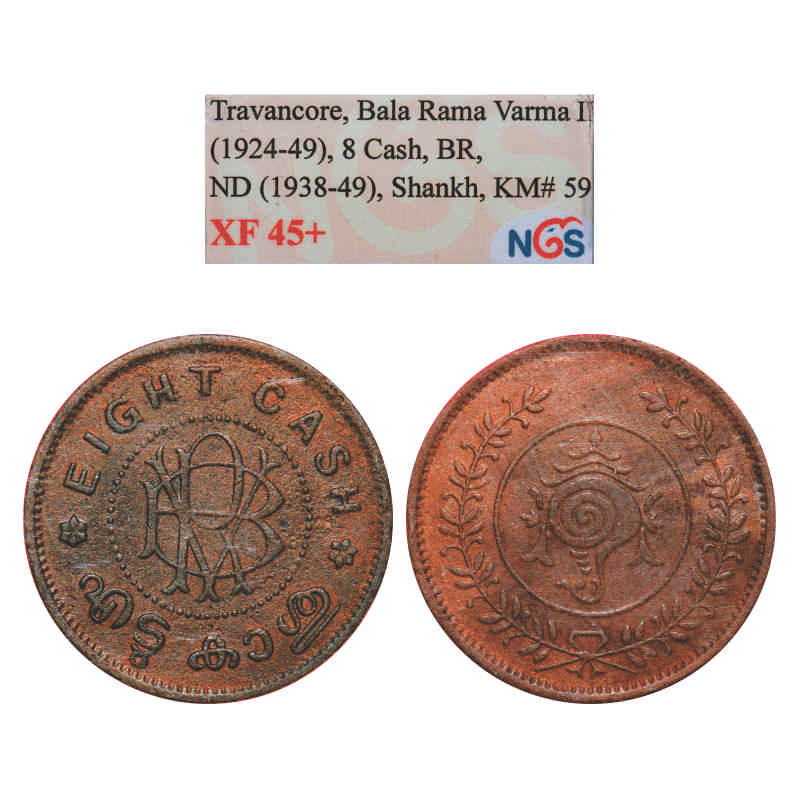 Travancore, Bala Rama Varma II
(1924-49), 8 Cash, BR,
ND (1938-49), Shankh, KM# 59
XF 45+
NGS
EIGHT CASH
എട്ട കാശ